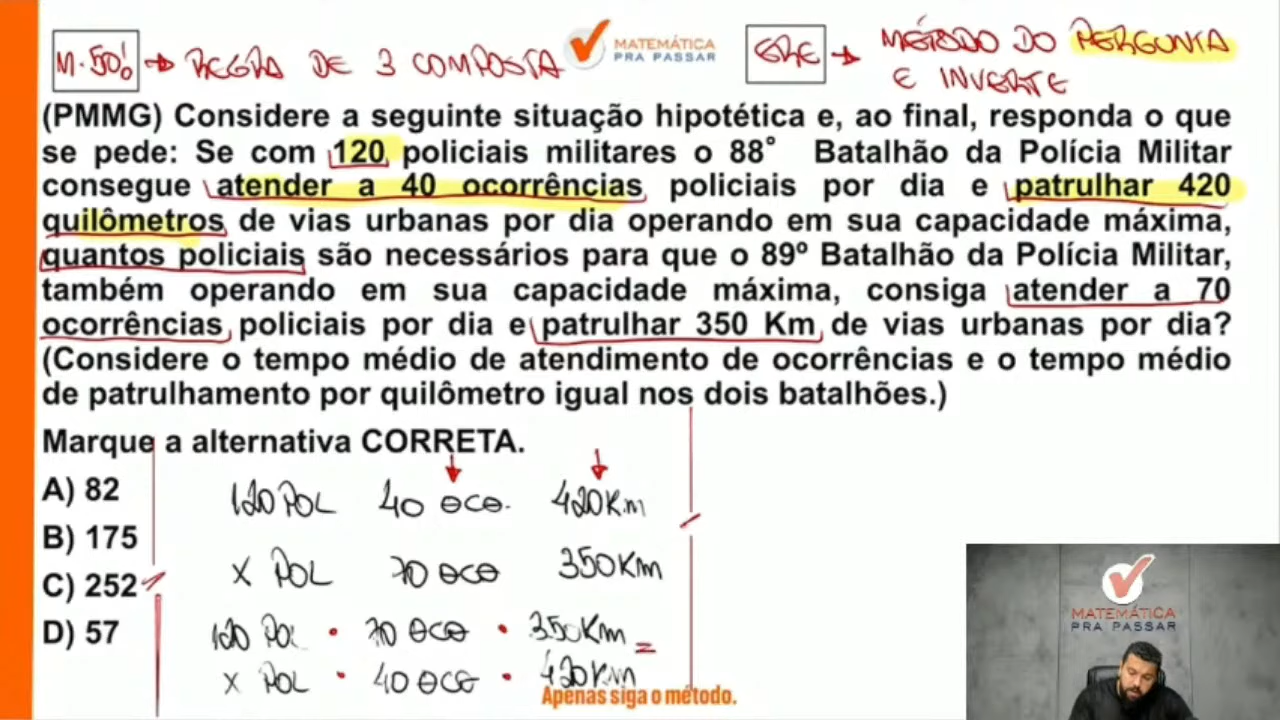 M.50% → REGRA DE 3 COMPOSTA
MATEMÁTICA
PRA PASSAR
GRE → MÉTODO DO PERGUNTA
E INVERTE
(PMMG) Considere a seguinte situação hipotética e, ao final, responda o que
se pede: Se com 120 policiais militares o 88° Batalhão da Polícia Militar
consegue atender a 40 ocorrências policiais por dia e patrulhar 420
quilômetros de vias urbanas por dia operando em sua capacidade máxima,
quantos policiais são necessários para que o 89º Batalhão da Polícia Militar,
também operando em sua capacidade máxima, consiga atender a 70
ocorrências policiais por dia e patrulhar 350 Km de vias urbanas por dia?
(Considere o tempo médio de atendimento de ocorrências e o tempo médio
de patrulhamento por quilômetro igual nos dois batalhões.)
Marque a alternativa CORRETA.
A) 82
B) 175
C) 252
D) 57
120 POL 40 OCO. 420Km
X POL 70 OCO 350Km
120 POL · 70 OCO · 350Km =
X POL · 40 OCO · 420Km
Apenas siga o método.
MATEMÁTICA
PRA PASSAR